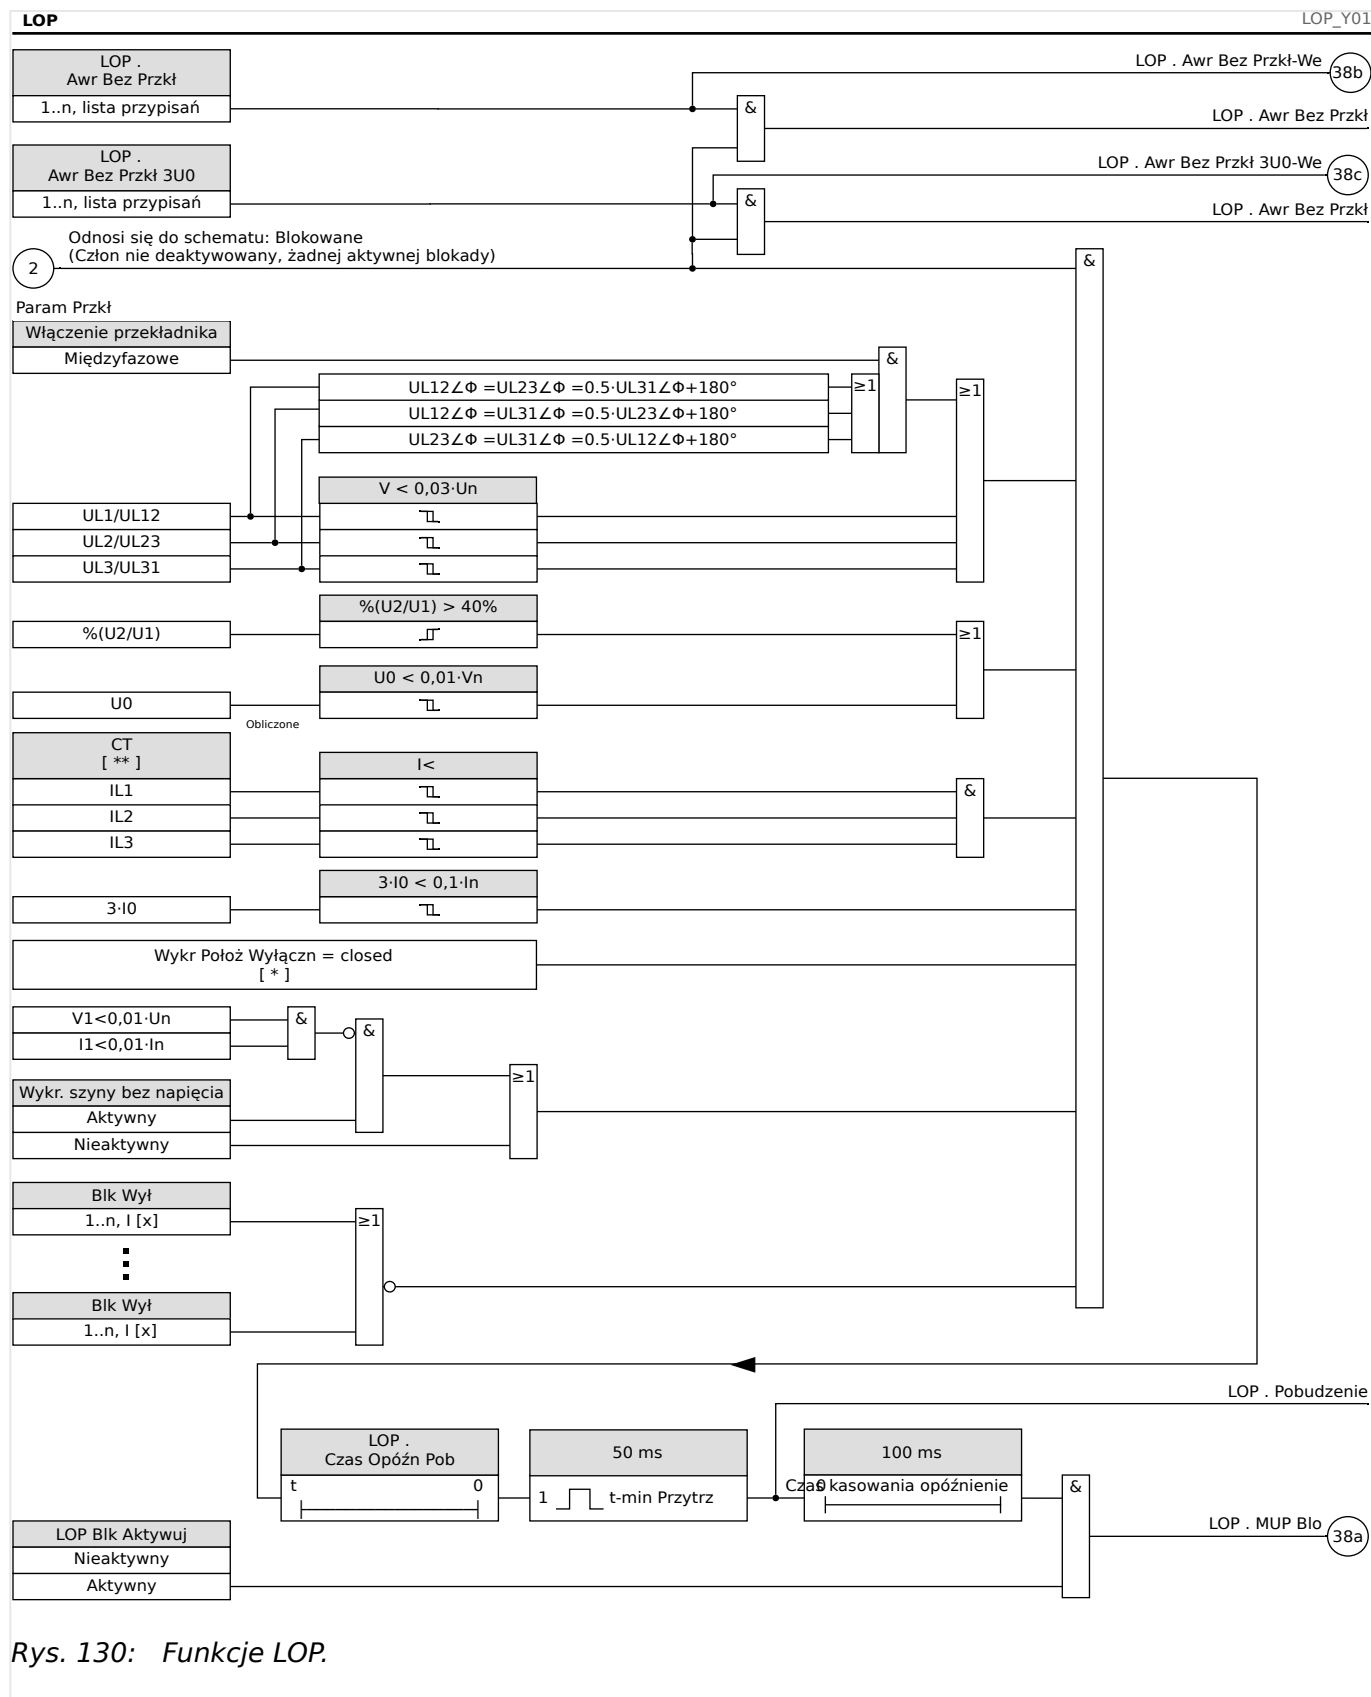 LOP
LOP_Y01
LOP .
Awr Bez Przkł
1..n, lista przypisań
LOP . Awr Bez Przkł-We
38b
&
LOP . Awr Bez Przkł
LOP .
Awr Bez Przkł 3U0
1..n, lista przypisań
LOP . Awr Bez Przkł 3U0-We
38c
&
LOP . Awr Bez Przkł
Odnosi się do schematu: Blokowane
(Człon nie deaktywowany, żadnej aktywnej blokady)
2
&
Param Przkł
Włączenie przekładnika
Międzyfazowe
&
UL12∠Φ =UL23∠Φ =0.5·UL31∠Φ+180°
≥1
≥1
UL12∠Φ =UL31∠Φ =0.5·UL23∠Φ+180°
UL23∠Φ =UL31∠Φ =0.5·UL12∠Φ+180°
V < 0,03·Un
UL1/UL12
UL2/UL23
UL3/UL31
%(U2/U1) > 40%
%(U2/U1)
≥1
U0 < 0,01·Vn
U0
Obliczone
CT
[ ** ]
I<
IL1
&
IL2
IL3
3·I0 < 0,1·In
3·I0
Wykr Położ Wyłączn = closed
[ * ]
V1<0,01·Un
&
&
I1<0,01·In
≥1
Wykr. szyny bez napięcia
Aktywny
Nieaktywny
Blk Wył
1..n, I [x]
≥1
Blk Wył
1..n, I [x]
LOP . Pobudzenie
LOP .
Czas Opóźn Pob
t
0
50 ms
1
t-min Przytrz
100 ms
Czas kasowania opóźnienie
0
&
LOP Blk Aktywuj
Nieaktywny
Aktywny
LOP . MUP Blo
38a
Rys. 130: Funkcje LOP.